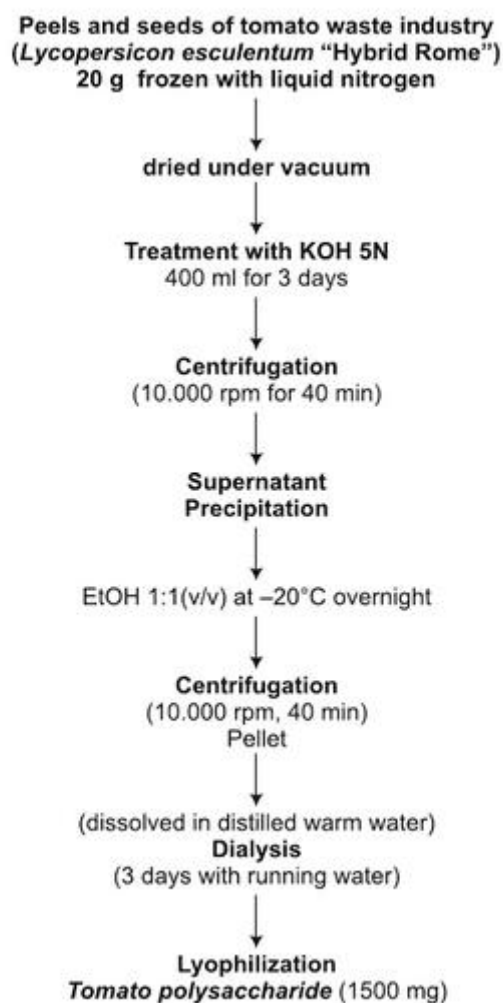 Peels and seeds of tomato waste industry
(Lycopersicon esculentum “Hybrid Rome”)
20 g frozen with liquid nitrogen
dried under vacuum
Treatment with KOH 5N
400 ml for 3 days
Centrifugation
(10.000 rpm for 40 min)
Supernatant
Precipitation
EtOH 1:1(v/v) at –20°C overnight
Centrifugation
(10.000 rpm, 40 min)
Pellet
(dissolved in distilled warm water)
Dialysis
(3 days with running water)
Lyophilization
Tomato polysaccharide (1500 mg)